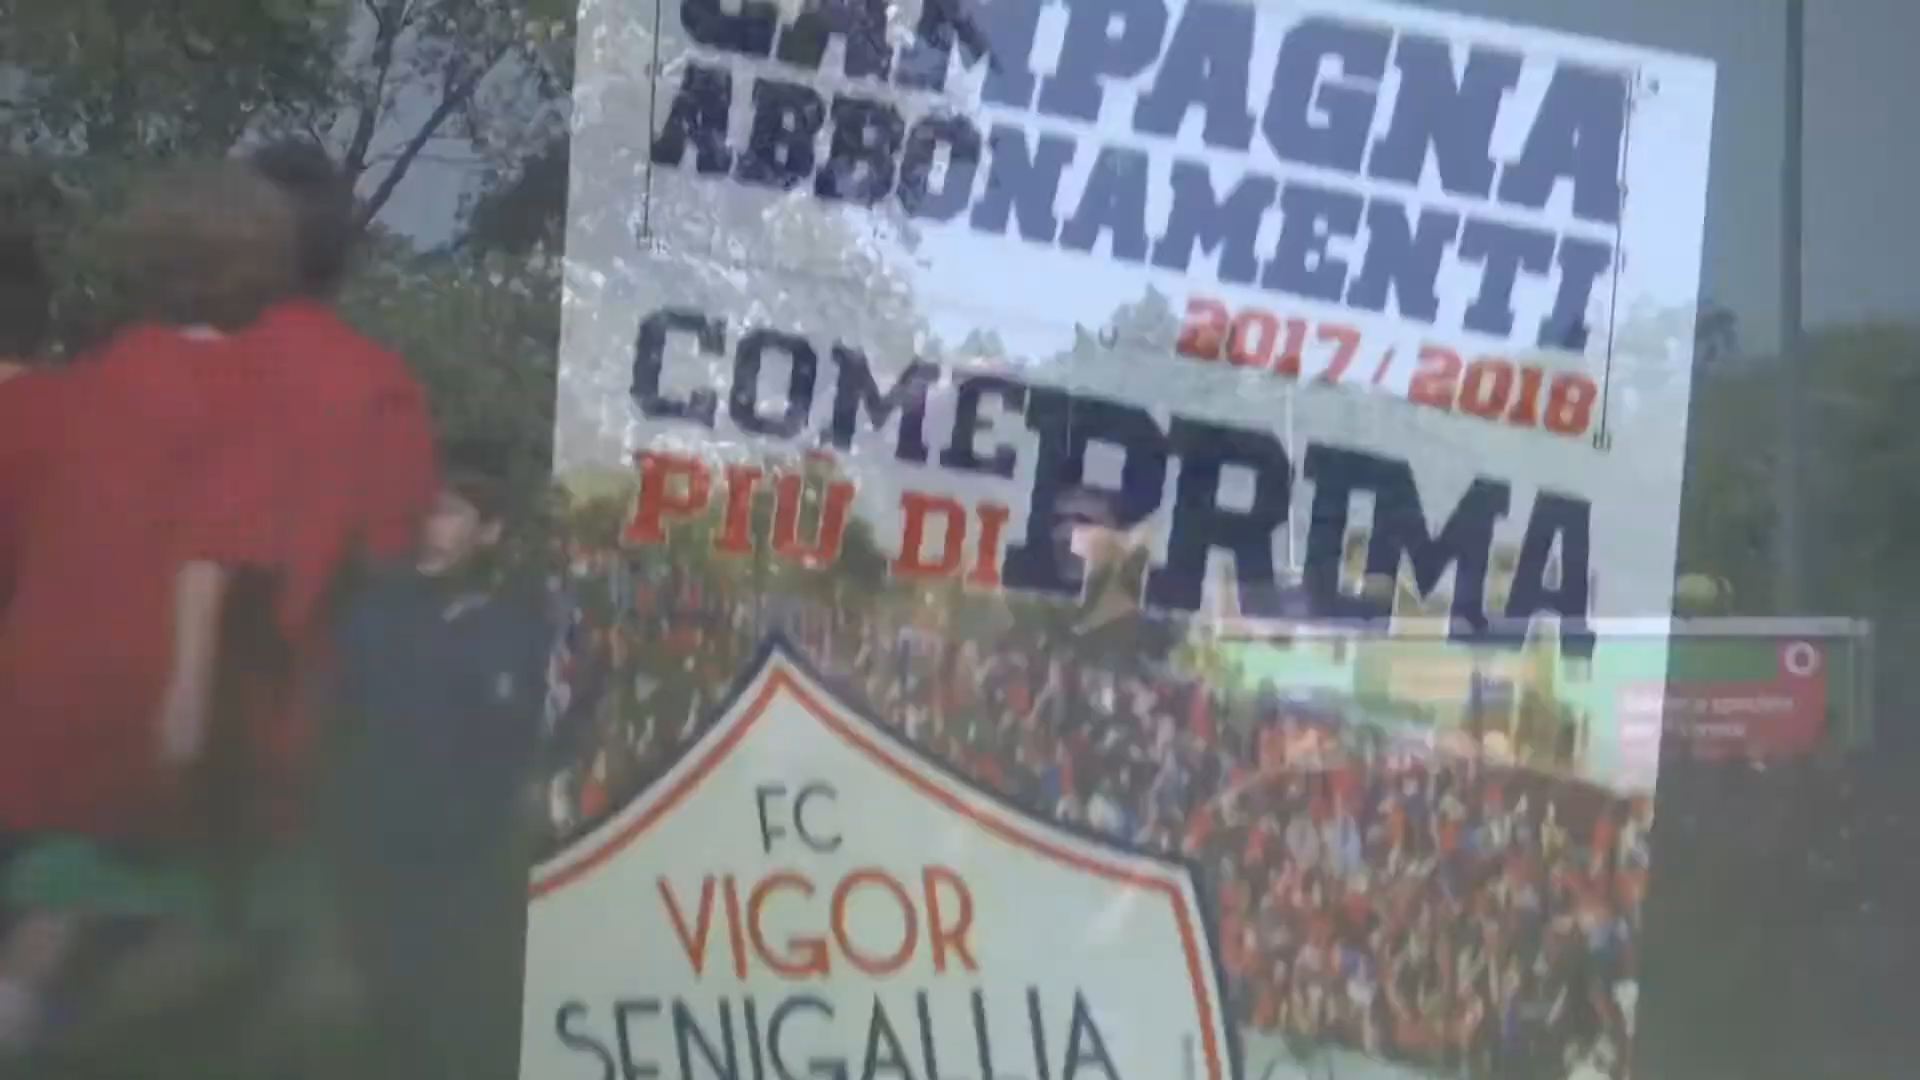 CAMPAGNA
ABBONAMENTI
2017/2018
COME PRIMA
PIÙ DI
FC
VIGOR
SENIGALLIA